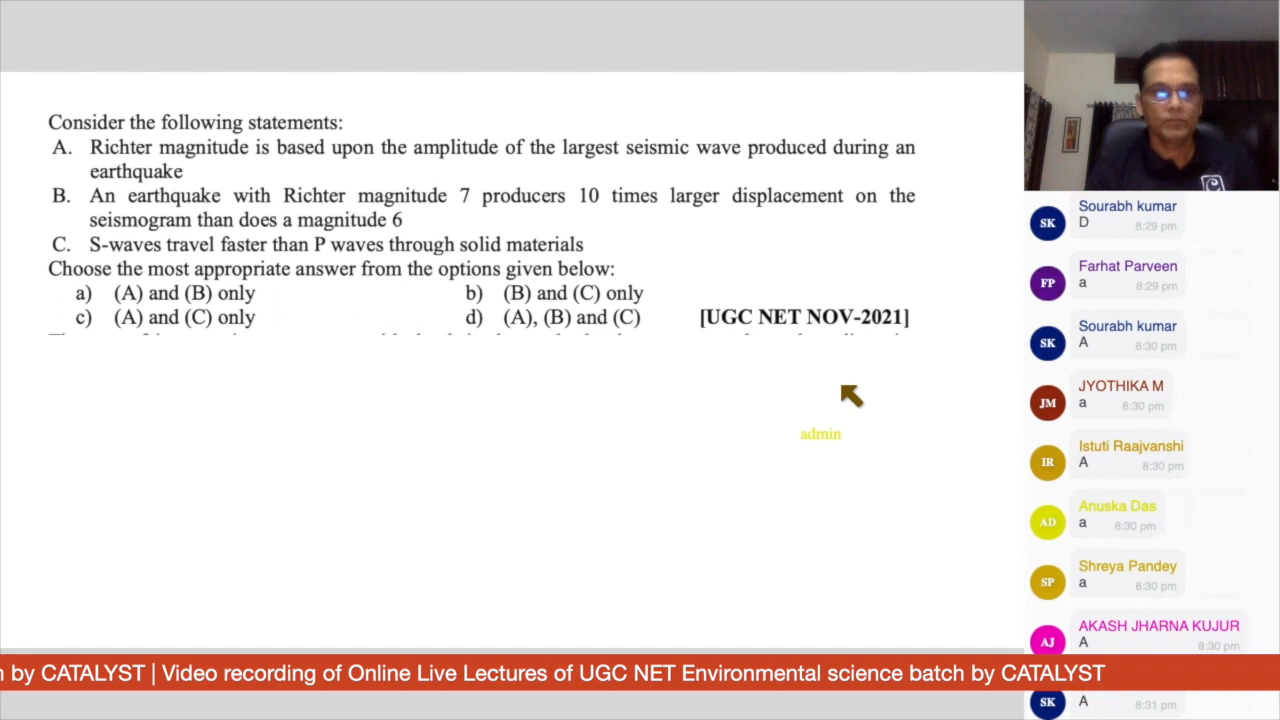 Consider the following statements:
A. Richter magnitude is based upon the amplitude of the largest seismic wave produced during an
earthquake
B. An earthquake with Richter magnitude 7 producers 10 times larger displacement on the
seismogram than does a magnitude 6
C. S-waves travel faster than P waves through solid materials
Choose the most appropriate answer from the options given below:
a) (A) and (B) only b) (B) and (C) only
c) (A) and (C) only d) (A), (B) and (C) [UGC NET NOV-2021]
admin
Sourabh kumar
SK D 8:29 pm
Farhat Parveen
FP a 8:29 pm
Sourabh kumar
SK A 8:30 pm
JYOTHIKA M
JM a 8:30 pm
Istuti Raajvanshi
IR A 8:30 pm
Anuska Das
AD a 8:30 pm
Shreya Pandey
SP a 8:30 pm
AKASH JHARNA KUJUR
AJ A 8:30 pm
by CATALYST | Video recording of Online Live Lectures of UGC NET Environmental science batch by CATALYST
SK A 8:31 pm